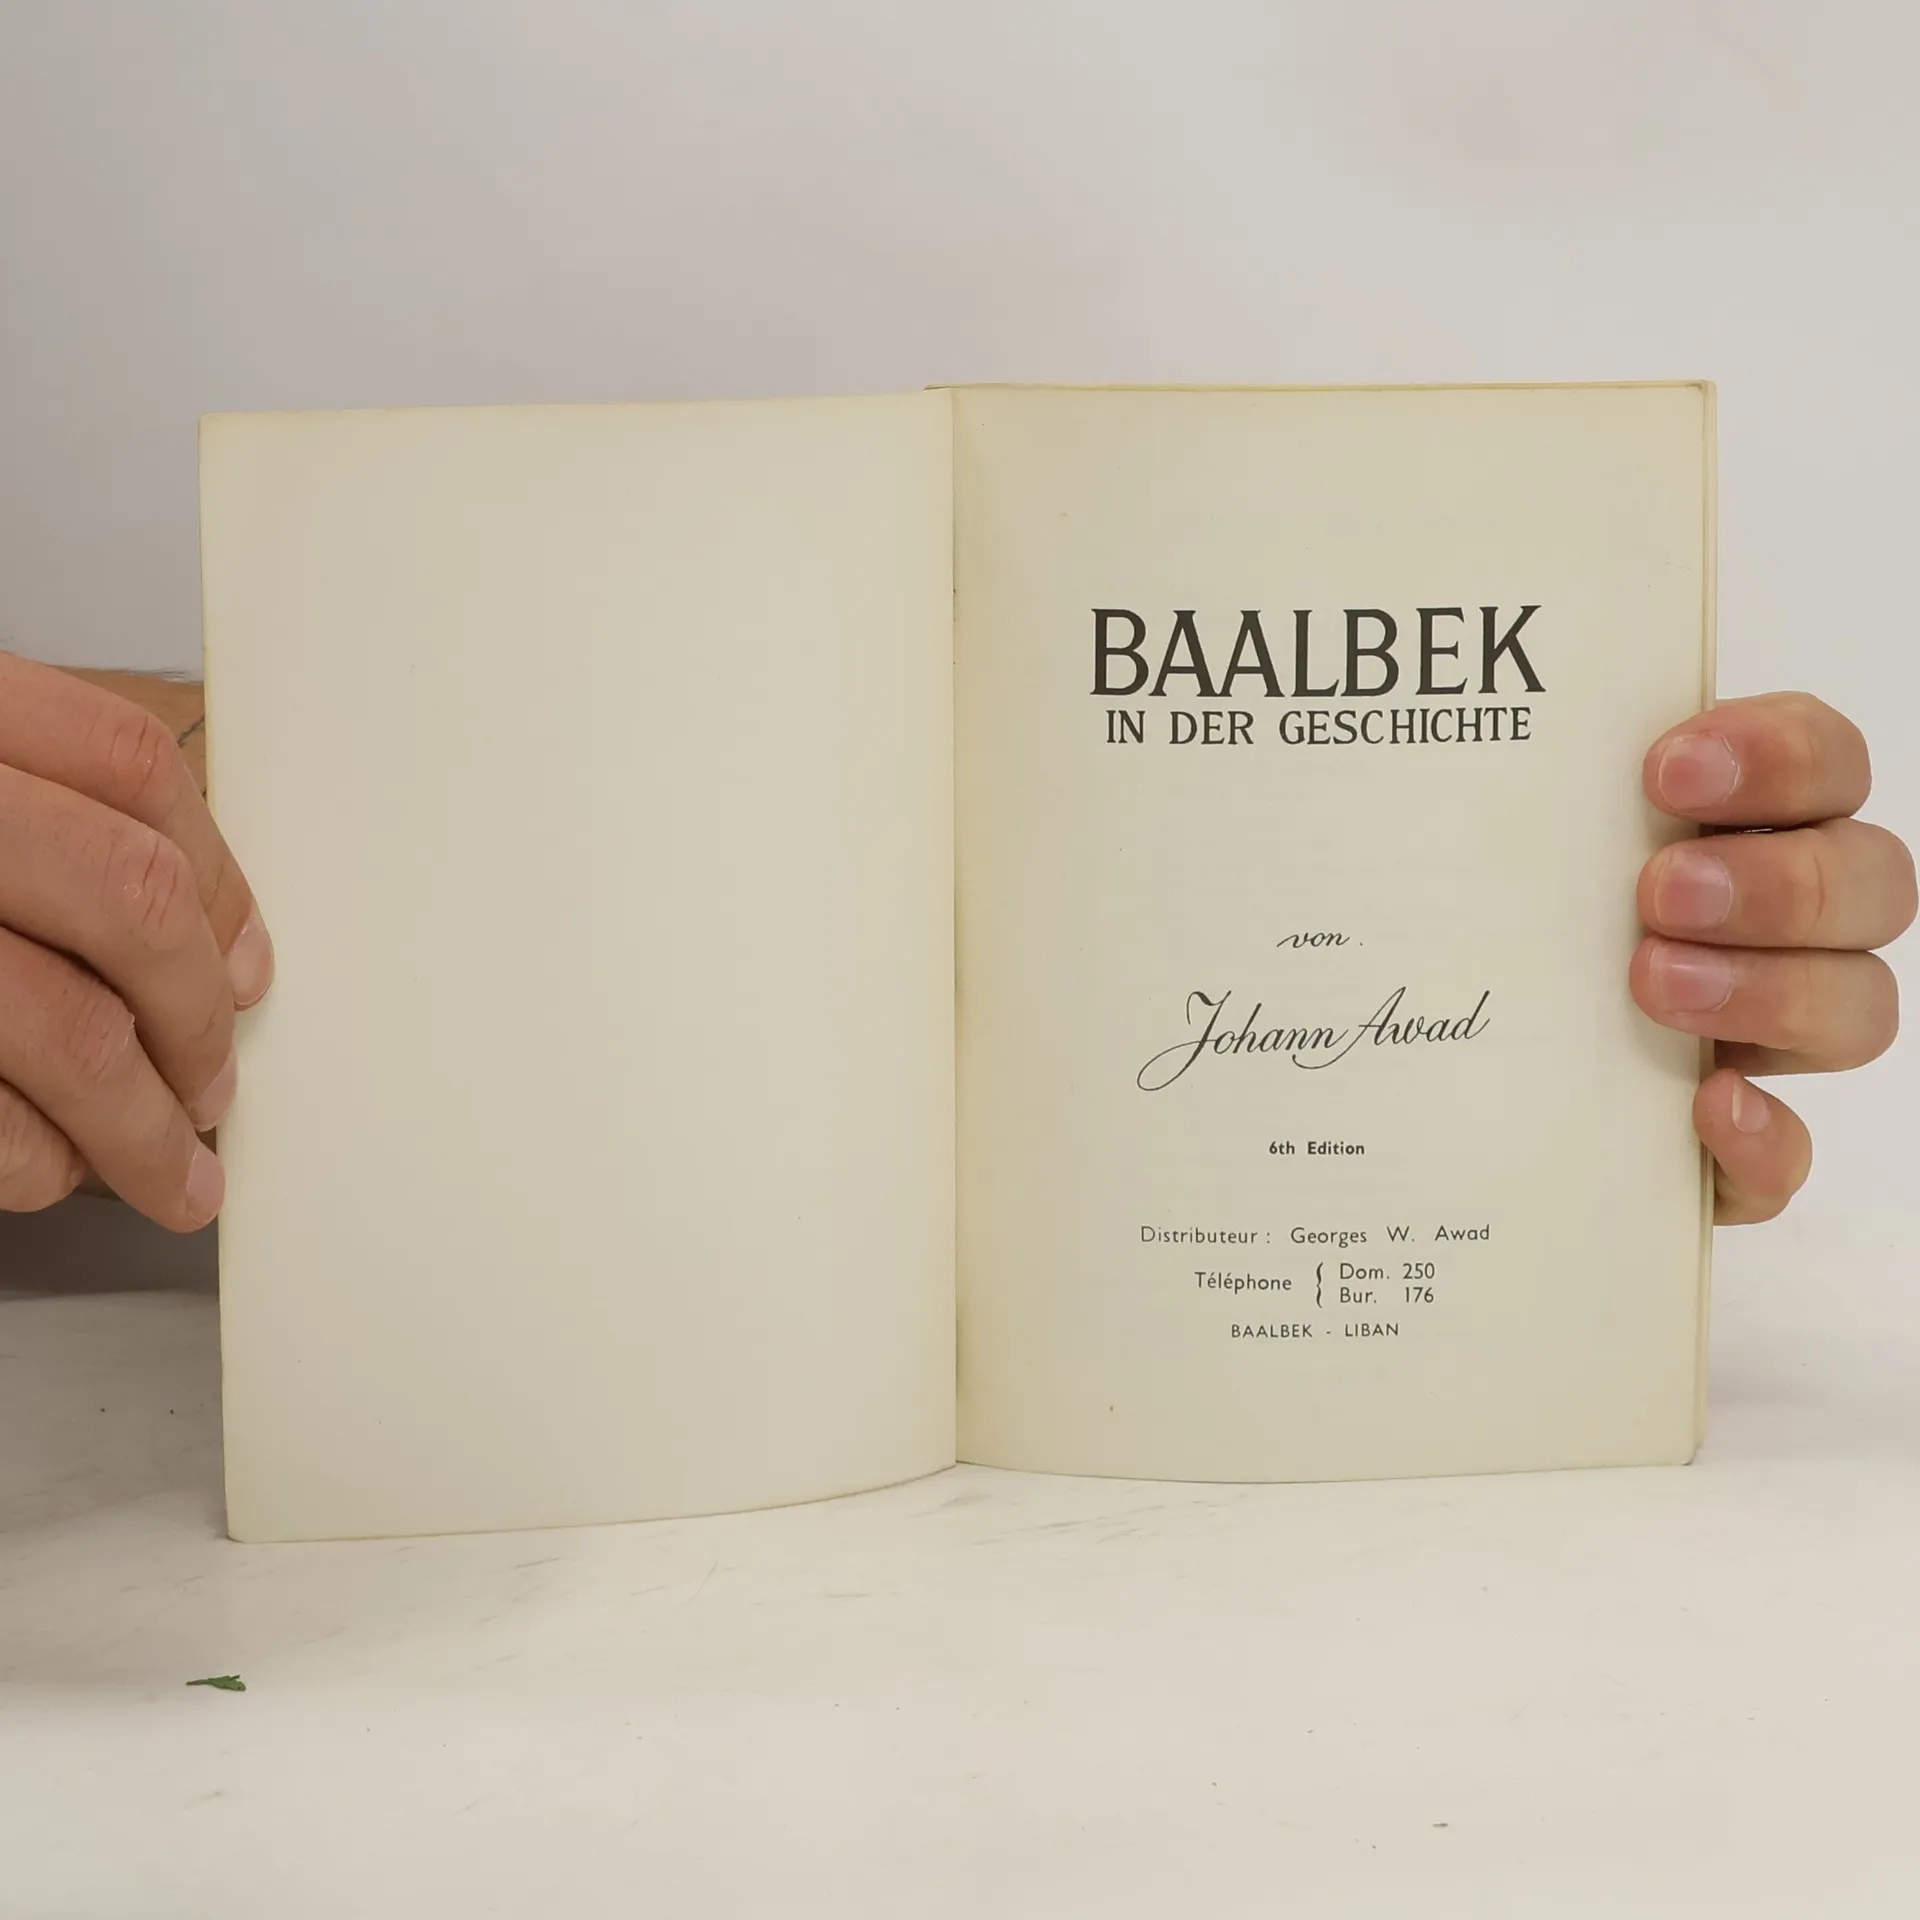 BAALBEK
IN DER GESCHICHTE
von.
Johann Awad
6th Edition
Distributeur : Georges W. Awad
Téléphone { Dom. 250
Bur. 176
BAALBEK - LIBAN